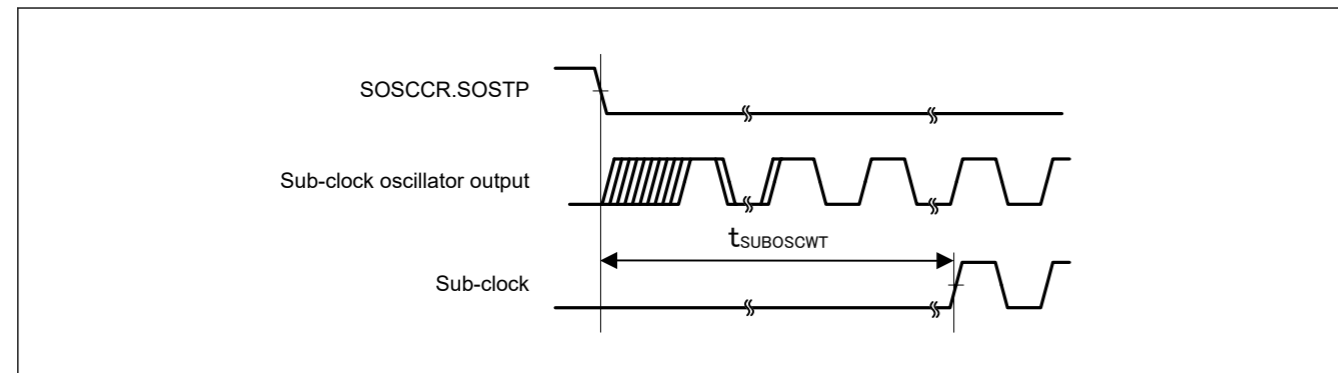 SOSCCR.SOSTP
Sub-clock oscillator output
tSUBOSCWT
Sub-clock